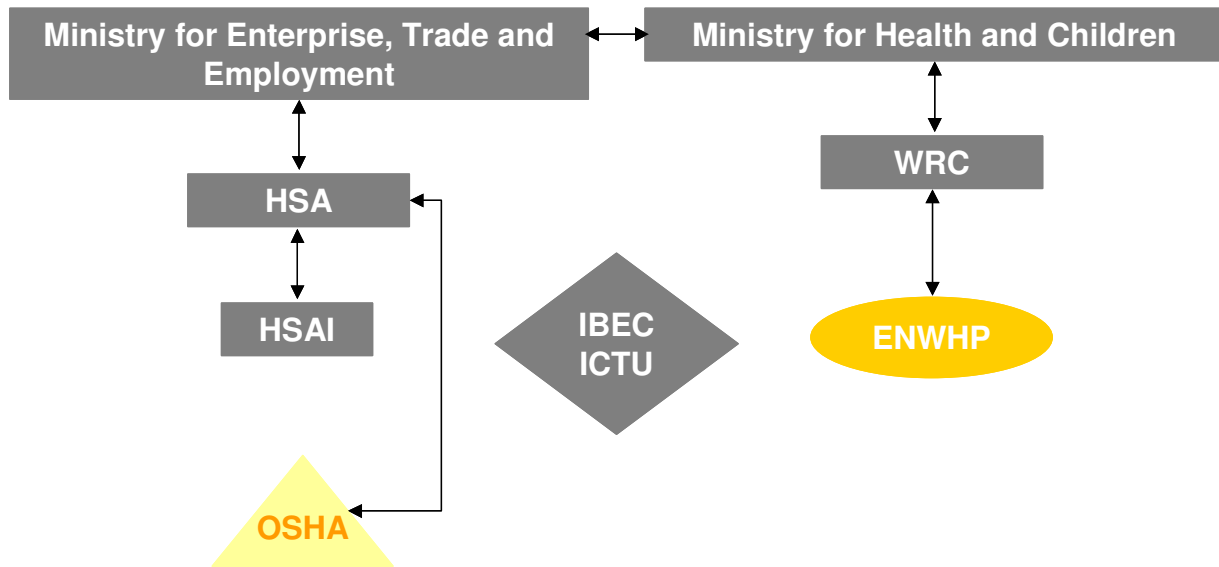 Ministry for Enterprise, Trade and
Employment
Ministry for Health and Children
WRC
HSA
HSAI
IBEC
ICTU
ENWHP
OSHA